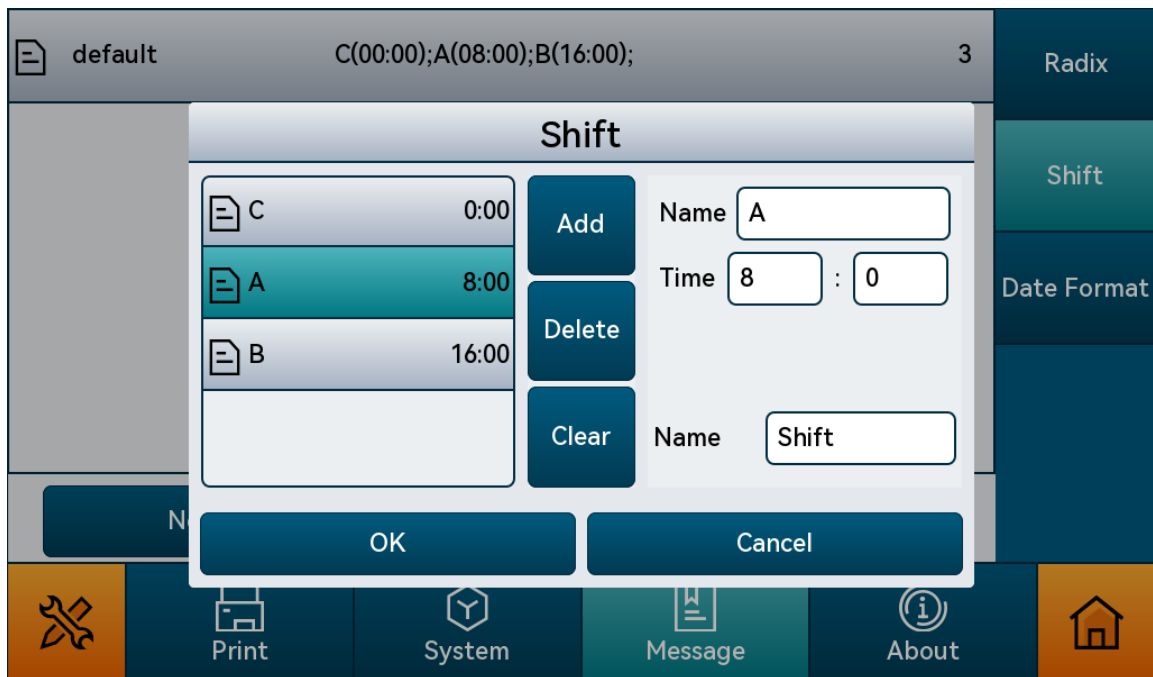 default C(00:00);A(08:00);B(16:00); 3
Radix
Shift
Date Format
Shift
C 0:00
A 8:00
B 16:00
Add
Delete
Clear
Name A
Time 8 : 0
Name Shift
OK
Cancel
Print
System
Message
About